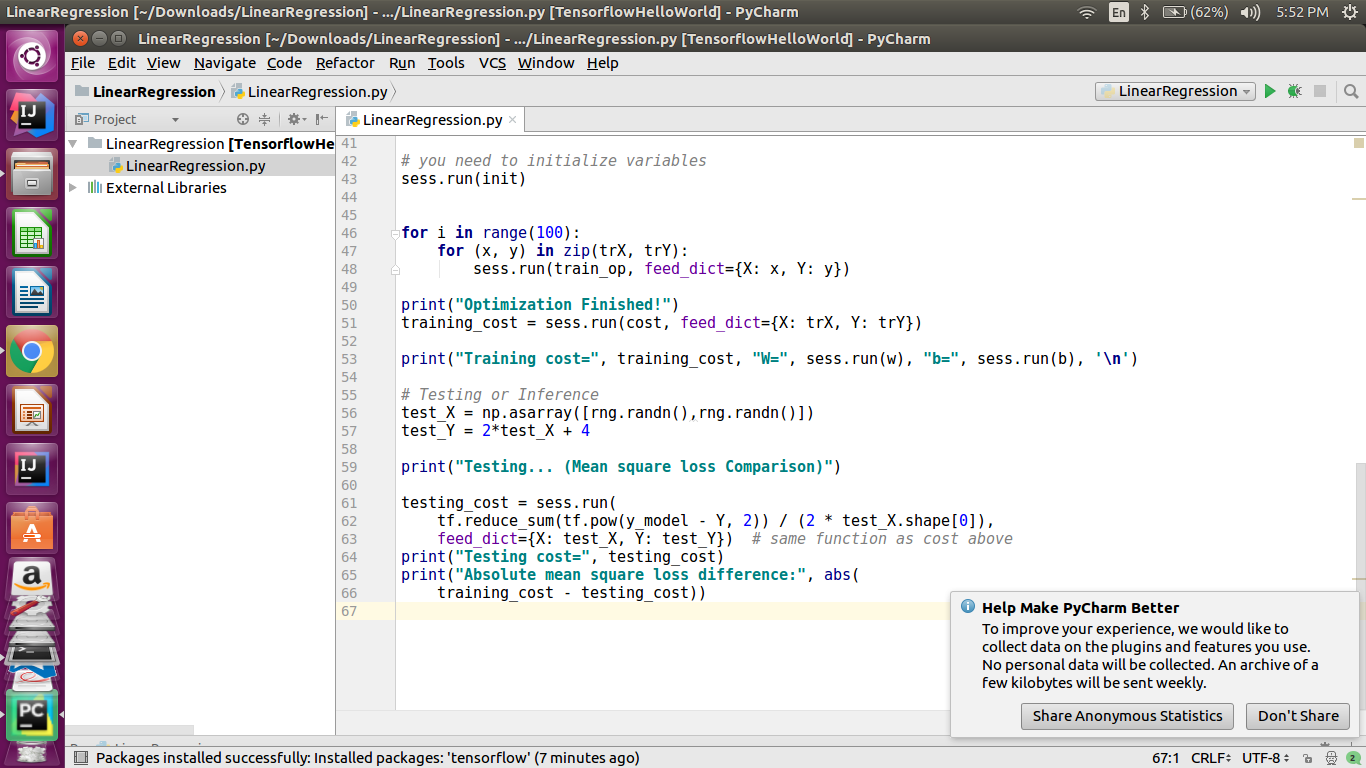 LinearRegression [~/Downloads/LinearRegression] - .../LinearRegression.py [TensorflowHelloWorld] - PyCharm
En
(62%)
5:52 PM
LinearRegression [~/Downloads/LinearRegression] - .../LinearRegression.py [TensorflowHelloWorld] - PyCharm
File Edit View Navigate Code Refactor Run Tools VCS Window Help
LinearRegression
LinearRegression.py
LinearRegression
Project
LinearRegression.py
LinearRegression [TensorflowHe
LinearRegression.py
External Libraries
41
42 # you need to initialize variables
43 sess.run(init)
44
45
46 for i in range(100):
47 for (x, y) in zip(trX, trY):
48 sess.run(train_op, feed_dict={X: x, Y: y})
49
50 print("Optimization Finished!")
51 training_cost = sess.run(cost, feed_dict={X: trX, Y: trY})
52
53 print("Training cost=", training_cost, "W=", sess.run(w), "b=", sess.run(b), '\n')
54
55 # Testing or Inference
56 test_X = np.asarray([rng.randn(),rng.randn()])
57 test_Y = 2*test_X + 4
58
59 print("Testing... (Mean square loss Comparison)")
60
61 testing_cost = sess.run(
62 tf.reduce_sum(tf.pow(y_model - Y, 2)) / (2 * test_X.shape[0]),
63 feed_dict={X: test_X, Y: test_Y}) # same function as cost above
64 print("Testing cost=", testing_cost)
65 print("Absolute mean square loss difference:", abs(
66 training_cost - testing_cost))
67
Help Make PyCharm Better
To improve your experience, we would like to
collect data on the plugins and features you use.
No personal data will be collected. An archive of a
few kilobytes will be sent weekly.
Share Anonymous Statistics
Don't Share
IJ
IJ
A
a
PC
Packages installed successfully: Installed packages: 'tensorflow' (7 minutes ago)
67:1 CRLF UTF-8
2